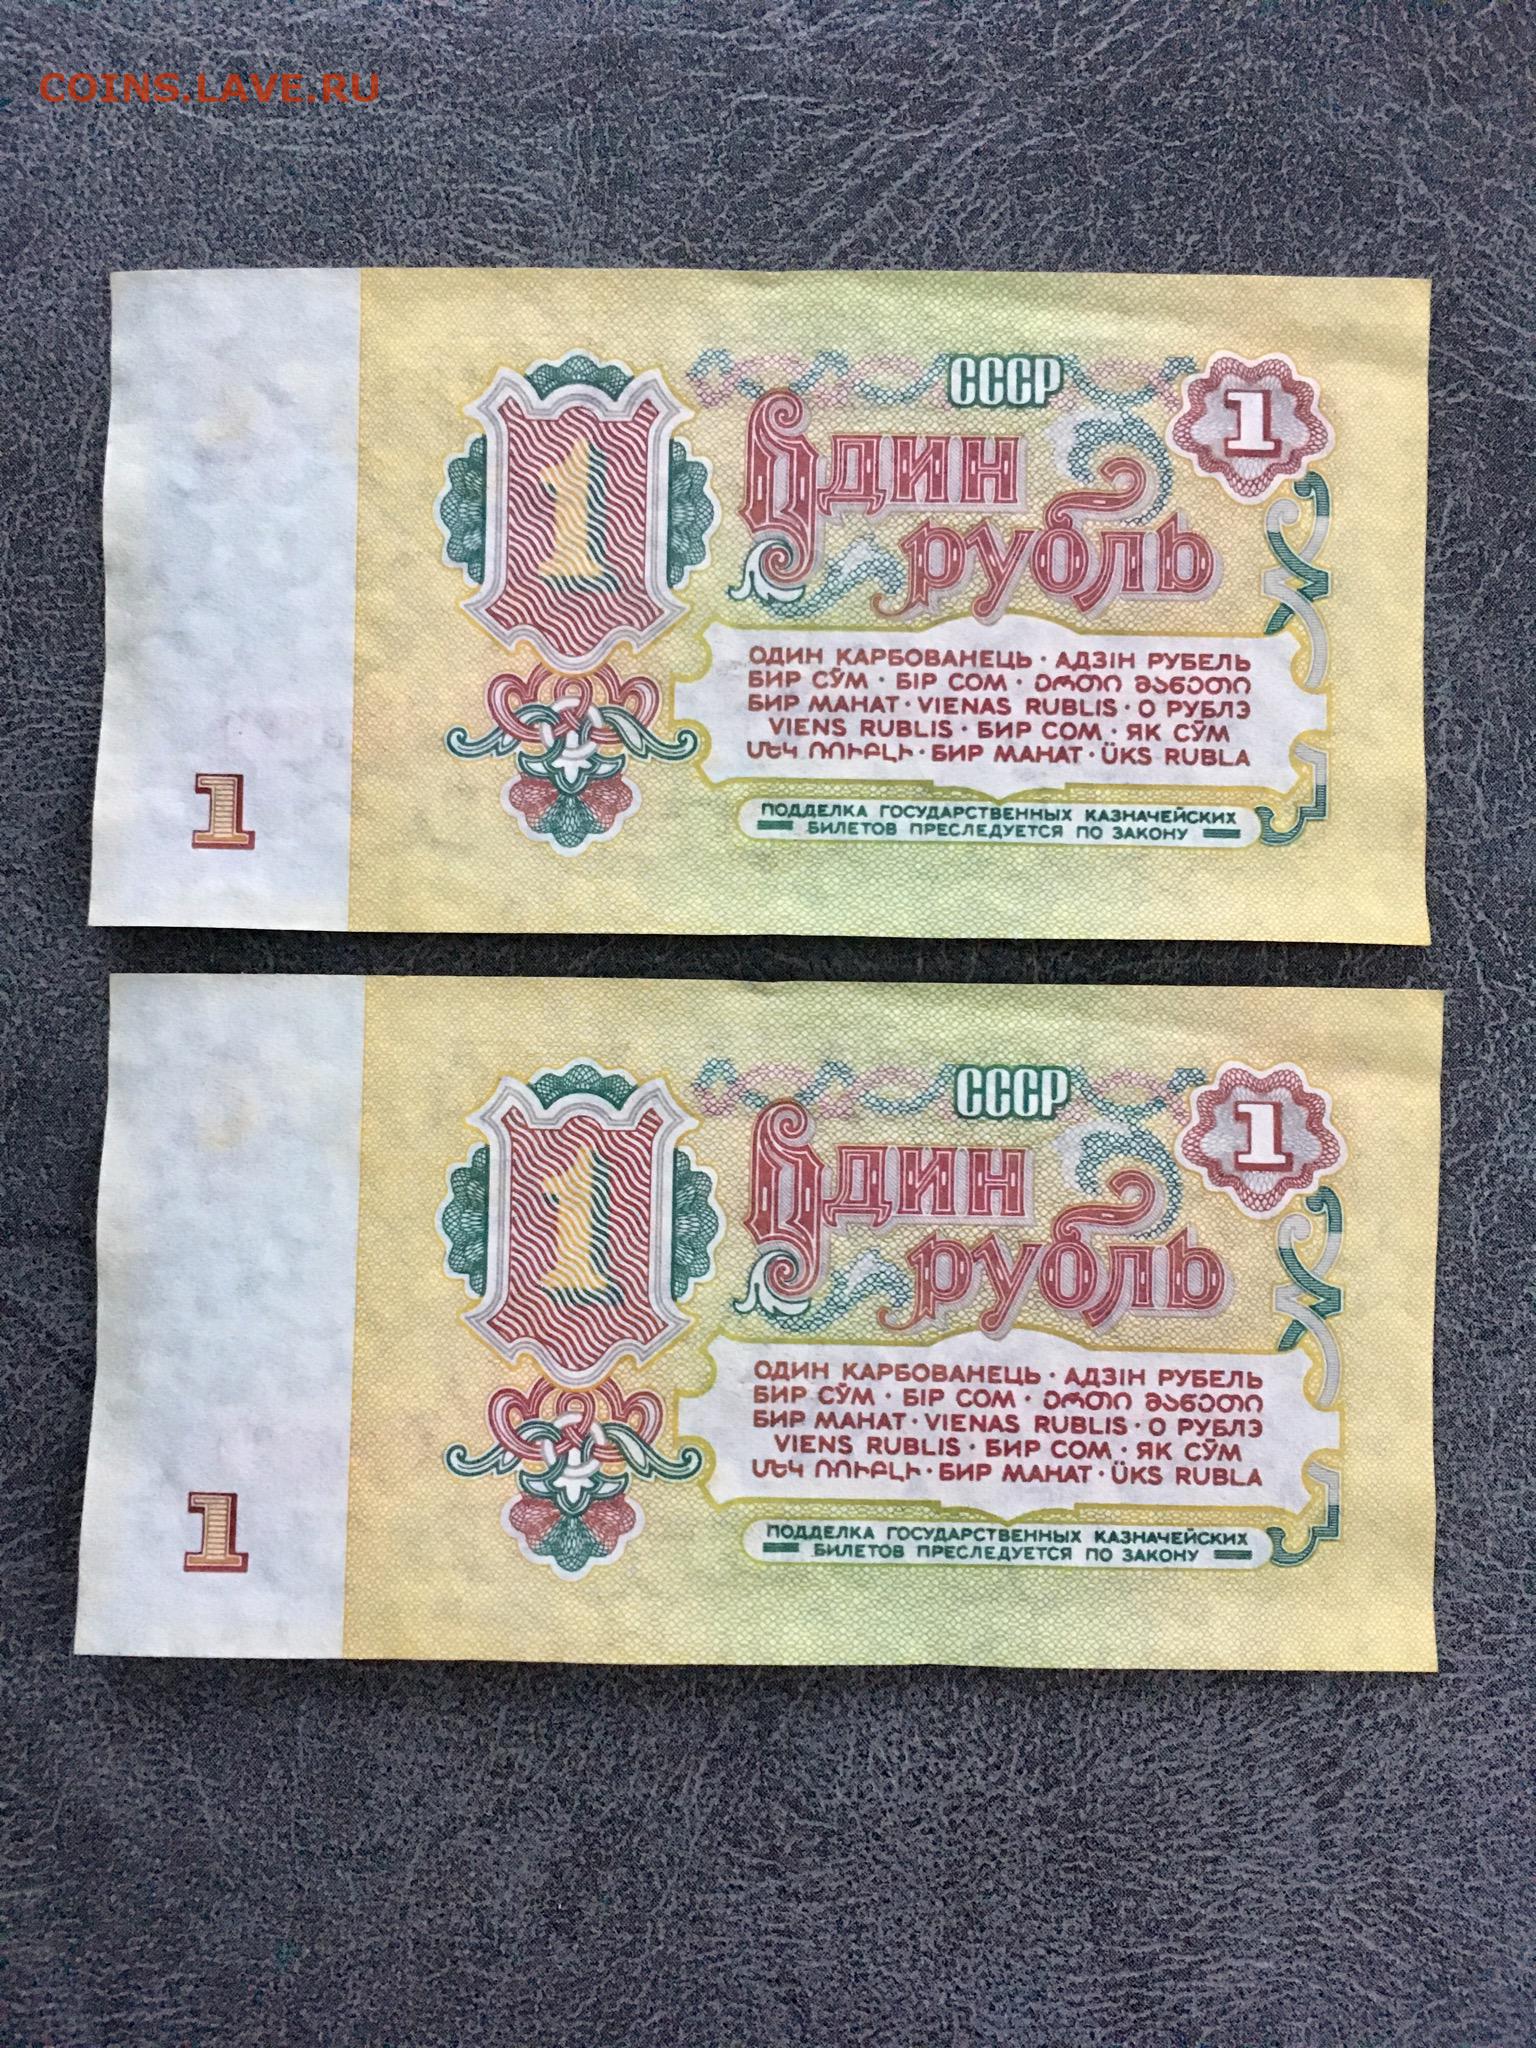 COINS.LAVE.RU
СССР
1
1
Один
рубль
ОДИН КАРБОВАНЕЦЬ · АДЗІН РУБЕЛЬ
БИР СЎМ · БІР СОМ · ᲔᲠᲗᲘ ᲛᲐᲜᲔᲗᲘ
БИР МАНАТ · VIENAS RUBLIS · О РУБЛЭ
VIENS RUBLIS · БИР СОМ · ЯК СӮМ
ՄԵԿ ՌՈՒԲԼԻ · БИР МАНАТ · ÜKS RUBLA
1
ПОДДЕЛКА ГОСУДАРСТВЕННЫХ КАЗНАЧЕЙСКИХ
БИЛЕТОВ ПРЕСЛЕДУЕТСЯ ПО ЗАКОНУ
СССР
1
1
Один
рубль
ОДИН КАРБОВАНЕЦЬ · АДЗІН РУБЕЛЬ
БИР СЎМ · БІР СОМ · ᲔᲠᲗᲘ ᲛᲐᲜᲔᲗᲘ
БИР МАНАТ · VIENAS RUBLIS · О РУБЛЭ
VIENS RUBLIS · БИР СОМ · ЯК СӮМ
ՄԵԿ ՌՈՒԲԼԻ · БИР МАНАТ · ÜKS RUBLA
1
ПОДДЕЛКА ГОСУДАРСТВЕННЫХ КАЗНАЧЕЙСКИХ
БИЛЕТОВ ПРЕСЛЕДУЕТСЯ ПО ЗАКОНУ